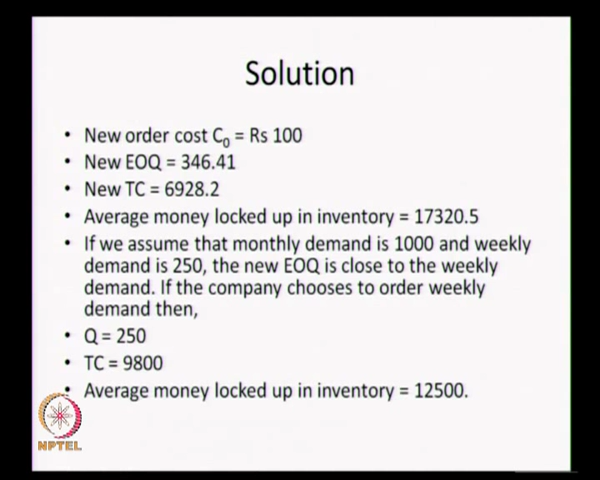 Solution
• New order cost C₀ = Rs 100
• New EOQ = 346.41
• New TC = 6928.2
• Average money locked up in inventory = 17320.5
• If we assume that monthly demand is 1000 and weekly
demand is 250, the new EOQ is close to the weekly
demand. If the company chooses to order weekly
demand then,
• Q = 250
• TC = 9800
• Average money locked up in inventory = 12500.
NPTEL